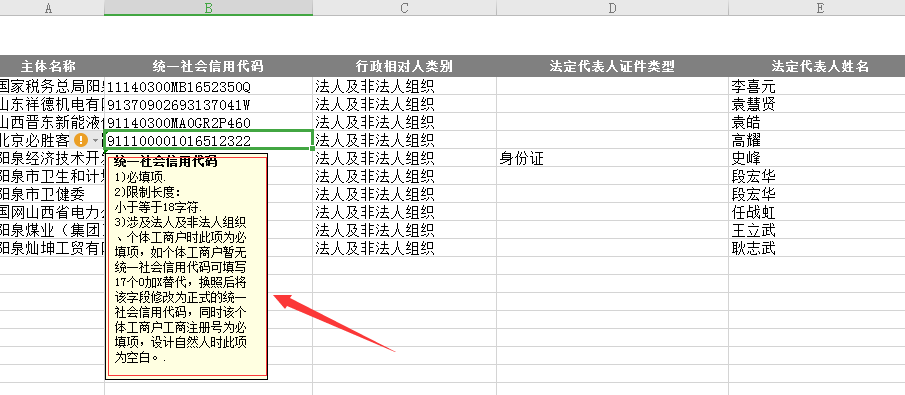 A B C D E
主体名称 统一社会信用代码 行政相对人类别 法定代表人证件类型 法定代表人姓名
国家税务总局阳 11140300MB1652350Q 法人及非法人组织 李喜元
山东祥德机电有 91370902693137041W 法人及非法人组织 袁慧贤
山西晋东新能源 91140300MA0GR2P460 法人及非法人组织 袁皓
北京必胜客 911100001016512322 法人及非法人组织 高耀
阳泉经济技术开 法人及非法人组织 身份证 史峰
阳泉市卫生和计 法人及非法人组织 段宏华
阳泉市卫健委 法人及非法人组织 段宏华
国网山西省电力 法人及非法人组织 任战虹
阳泉煤业（集团 法人及非法人组织 王立武
阳泉灿坤工贸有 法人及非法人组织 耿志武
统一社会信用代码
1)必填项.
2)限制长度：
小于等于18字符.
3)涉及法人及非法人组织
、个体工商户时此项为必
填项，如个体工商户暂无
统一社会信用代码可填写
17个0加X替代，换照后将
该字段修改为正式的统一
社会信用代码，同时该个
体工商户工商注册号为必
填项，设计自然人时此项
为空白。.